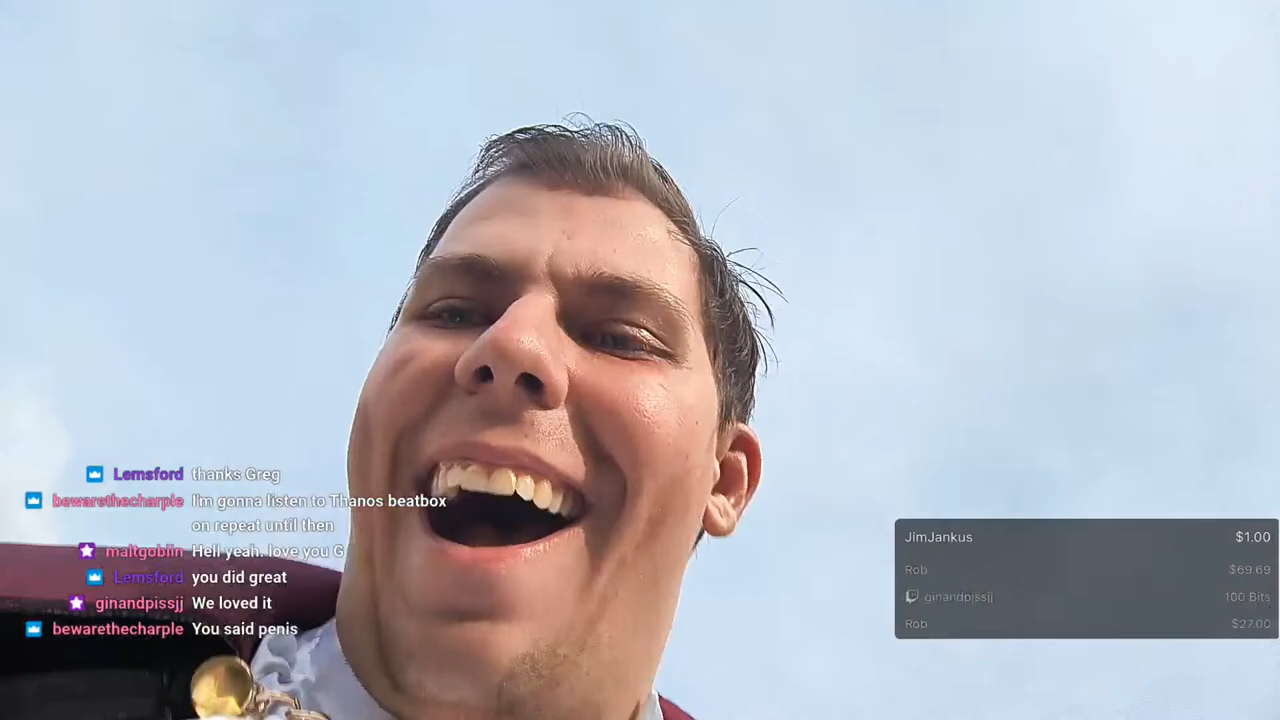 Lemsford thanks Greg
bewarethecharple I'm gonna listen to Thanos beatbox
on repeat until then
maltgoblin Hell yeah. love you G
Lemsford you did great
ginandpissjj We loved it
bewarethecharple You said penis
JimJankus $1.00
Rob $69.69
ginandpissjj 100 Bits
Rob $27.00